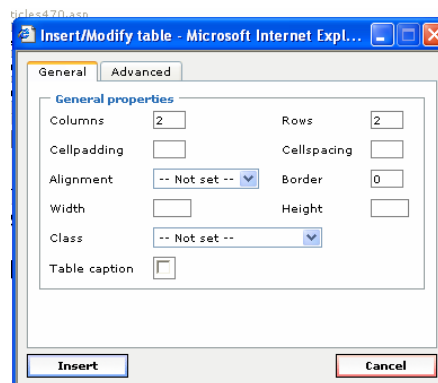 ticles470.asp
Insert/Modify table - Microsoft Internet Expl...
General Advanced
General properties
Columns 2 Rows 2
Cellpadding Cellspacing
Alignment -- Not set -- Border 0
Width Height
Class -- Not set --
Table caption
Insert Cancel